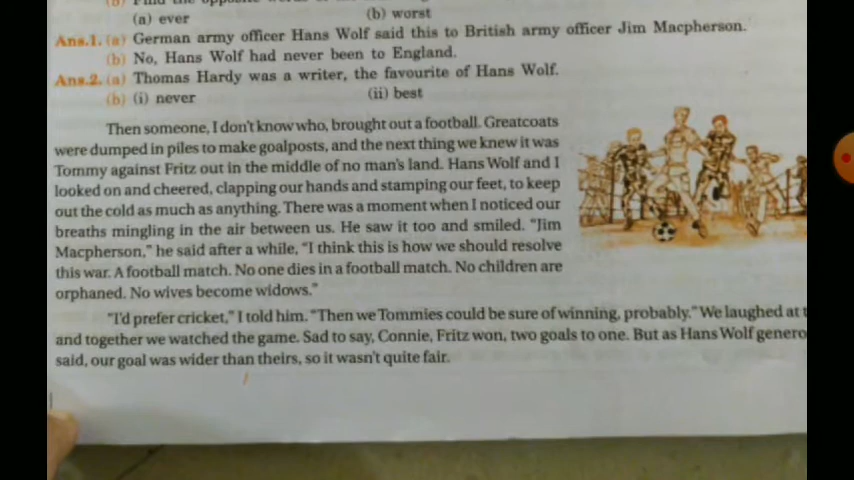 (b) Find the opposite words of the
(a) ever (b) worst
Ans.1. (a) German army officer Hans Wolf said this to British army officer Jim Macpherson.
(b) No, Hans Wolf had never been to England.
Ans.2. (a) Thomas Hardy was a writer, the favourite of Hans Wolf.
(b) (i) never (ii) best
Then someone, I don't know who, brought out a football. Greatcoats
were dumped in piles to make goalposts, and the next thing we knew it was
Tommy against Fritz out in the middle of no man's land. Hans Wolf and I
looked on and cheered, clapping our hands and stamping our feet, to keep
out the cold as much as anything. There was a moment when I noticed our
breaths mingling in the air between us. He saw it too and smiled. "Jim
Macpherson," he said after a while, "I think this is how we should resolve
this war. A football match. No one dies in a football match. No children are
orphaned. No wives become widows."
"I'd prefer cricket," I told him. "Then we Tommies could be sure of winning, probably." We laughed at t
and together we watched the game. Sad to say, Connie, Fritz won, two goals to one. But as Hans Wolf genero
said, our goal was wider than theirs, so it wasn't quite fair.